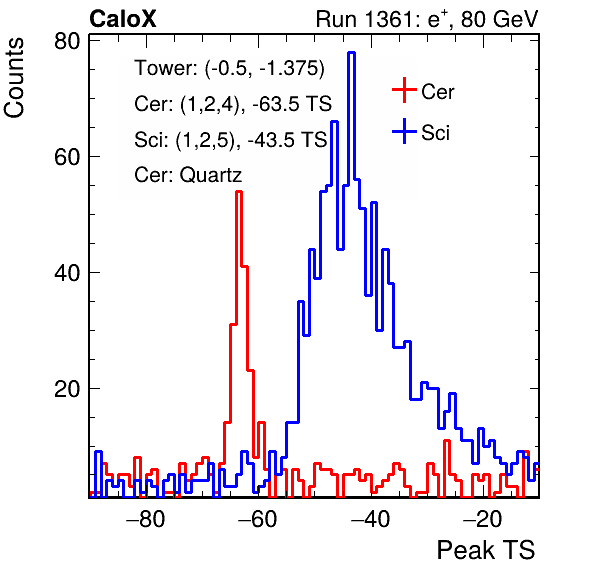 CaloX Run 1361: e⁺, 80 GeV
Counts
80
60
40
20
Tower: (-0.5, -1.375)
Cer: (1,2,4), -63.5 TS
Sci: (1,2,5), -43.5 TS
Cer: Quartz
Cer
Sci
−80 −60 −40 −20
Peak TS